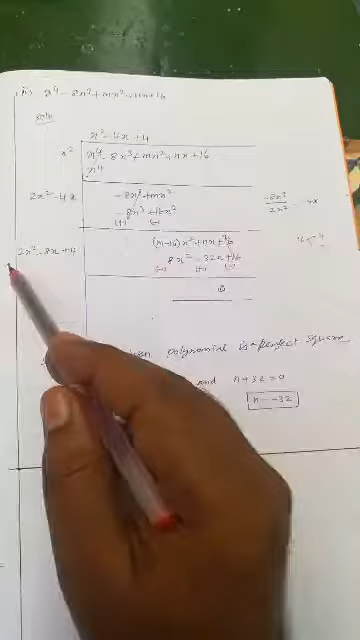 x⁴ - 8x³ + mx² + nx + 16
Soln
x² - 4x + 4
x² x⁴ - 8x³ + mx² + nx + 16
x⁴
2x² - 4x -8x³ + mx²
-8x³ + 16x²
(+) (-)
-8x³
2x² -4x
2x² - 8x + 4 (m-16)x² + nx + 16
8x² - 32x + 16
(-) (+) (-)
0
given polynomial is a perfect square
and n + 32 = 0
n = -32